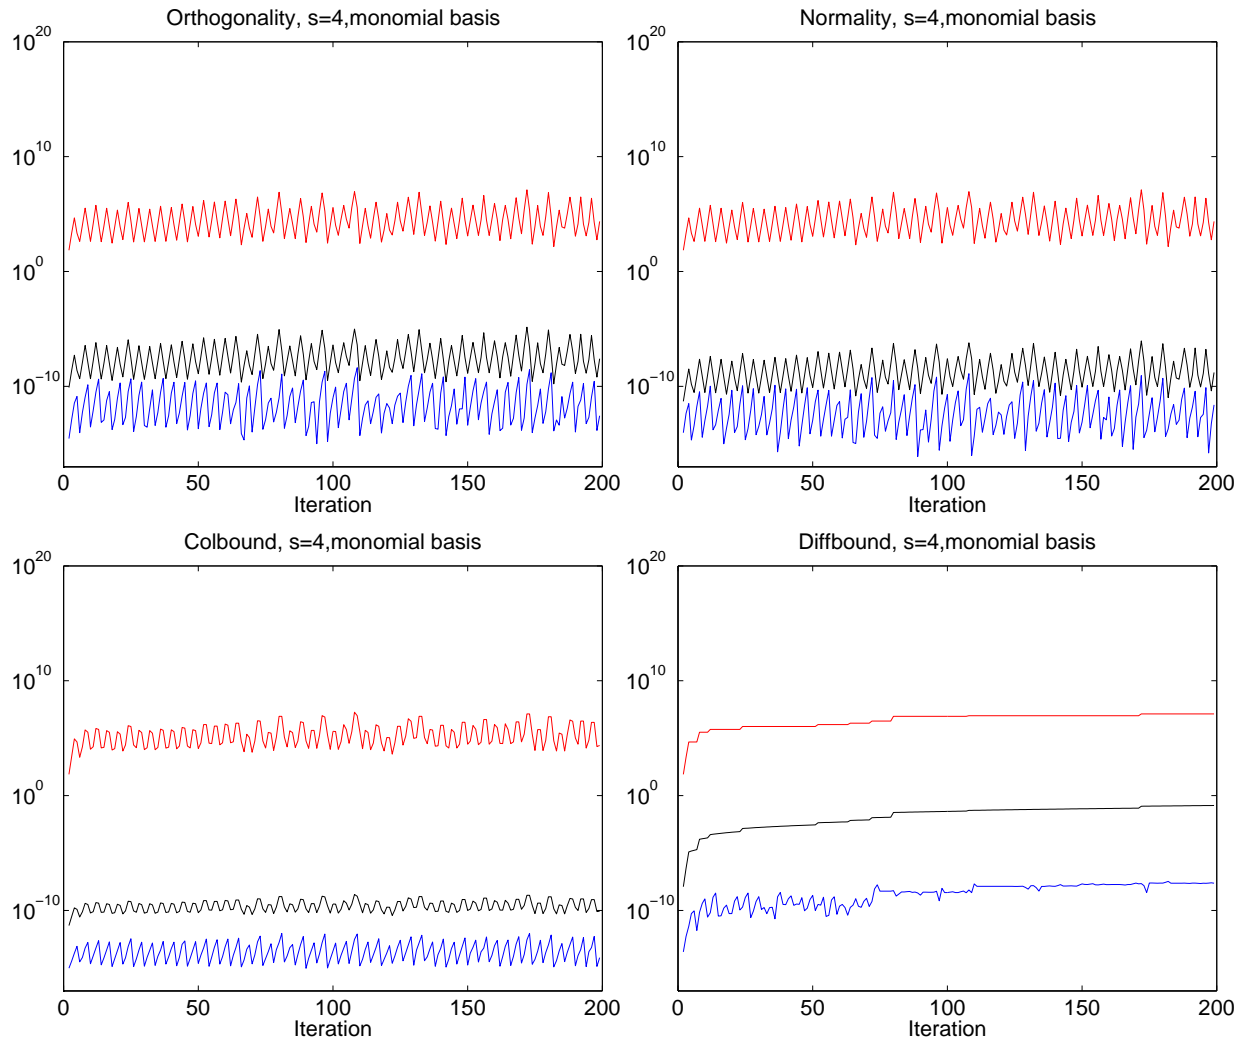 Orthogonality, s=4,monomial basis
10^20
10^10
10^0
10^−10
0 50 100 150 200
Iteration
Normality, s=4,monomial basis
10^20
10^10
10^0
10^−10
0 50 100 150 200
Iteration
Colbound, s=4,monomial basis
10^20
10^10
10^0
10^−10
0 50 100 150 200
Iteration
Diffbound, s=4,monomial basis
10^20
10^10
10^0
10^−10
0 50 100 150 200
Iteration